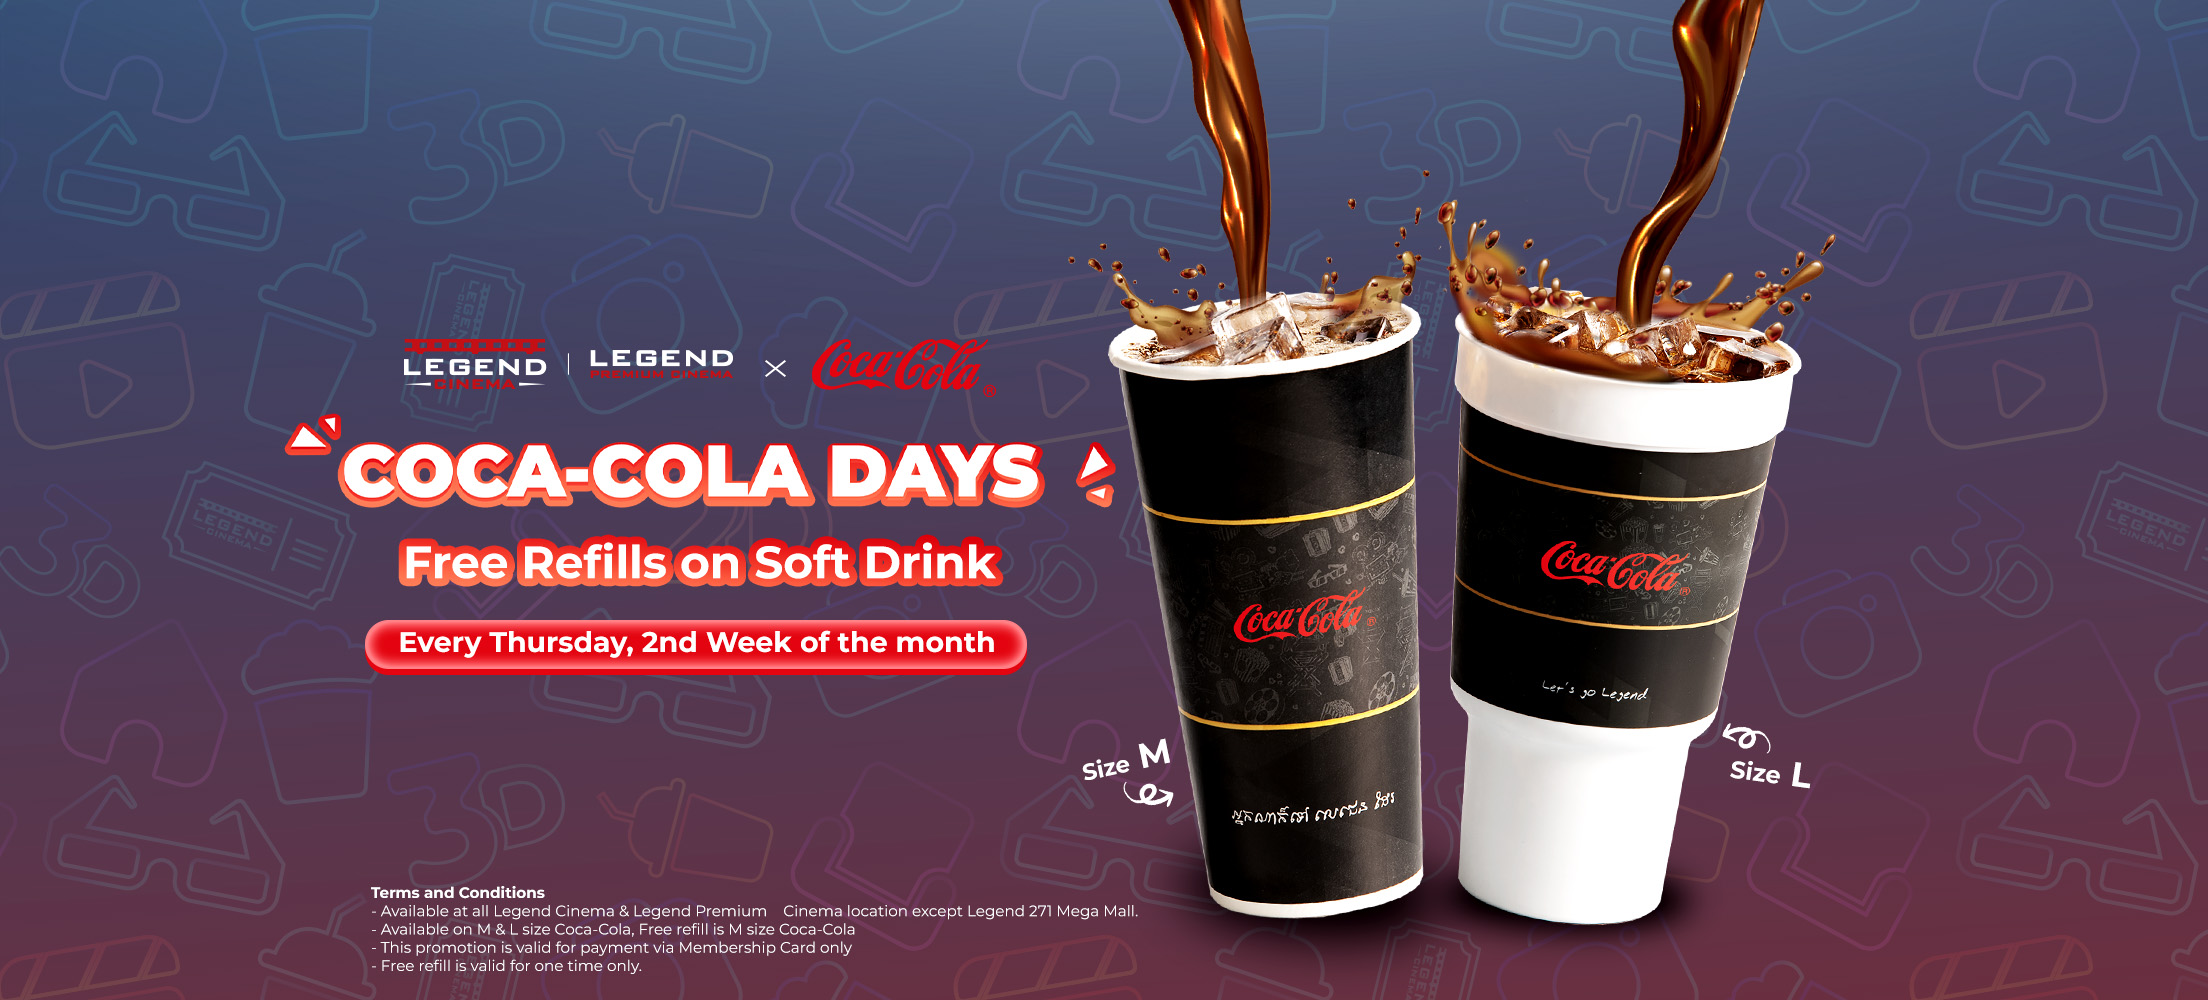 LEGEND
CINEMA
LEGEND
PREMIUM CINEMA
×
Coca-Cola®
COCA-COLA DAYS
Free Refills on Soft Drink
Every Thursday, 2nd Week of the month
Coca-Cola®
Coca-Cola®
Let's go Legend
Size M
Size L
Terms and Conditions
- Available at all Legend Cinema & Legend Premium Cinema location except Legend 271 Mega Mall.
- Available on M & L size Coca-Cola, Free refill is M size Coca-Cola
- This promotion is valid for payment via Membership Card only
- Free refill is valid for one time only.